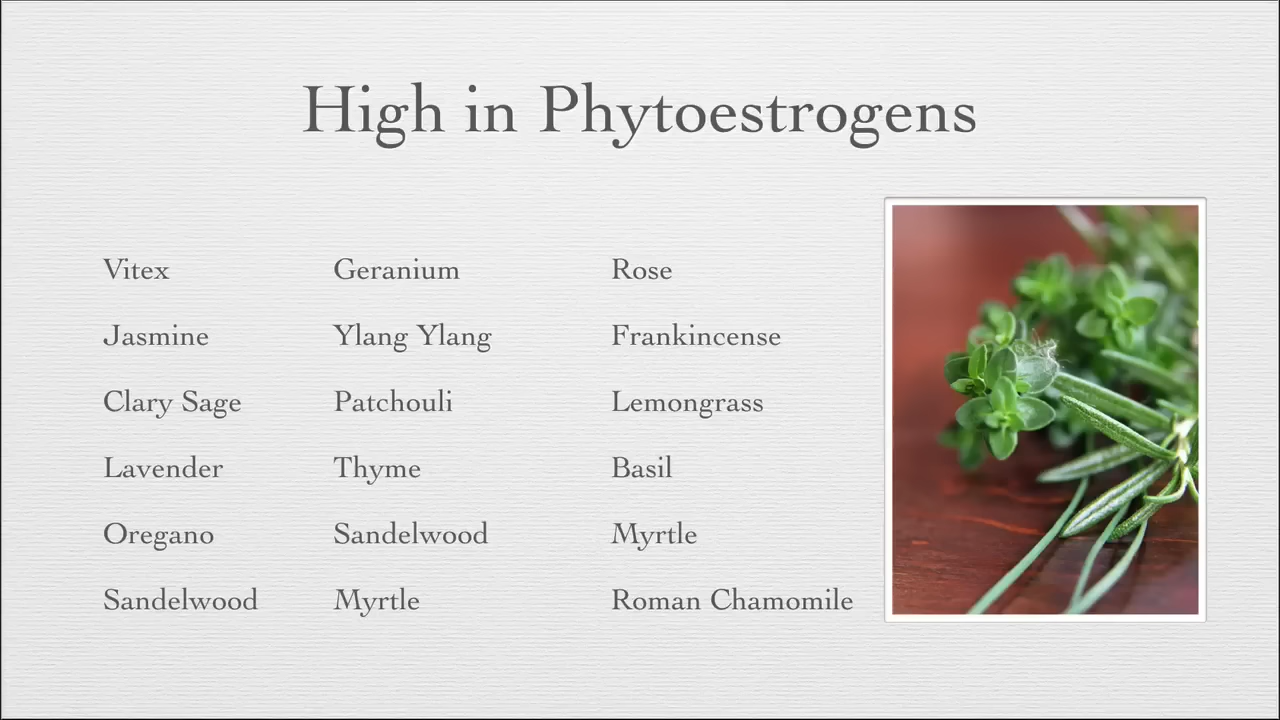 High in Phytoestrogens
Vitex Geranium Rose
Jasmine Ylang Ylang Frankincense
Clary Sage Patchouli Lemongrass
Lavender Thyme Basil
Oregano Sandelwood Myrtle
Sandelwood Myrtle Roman Chamomile